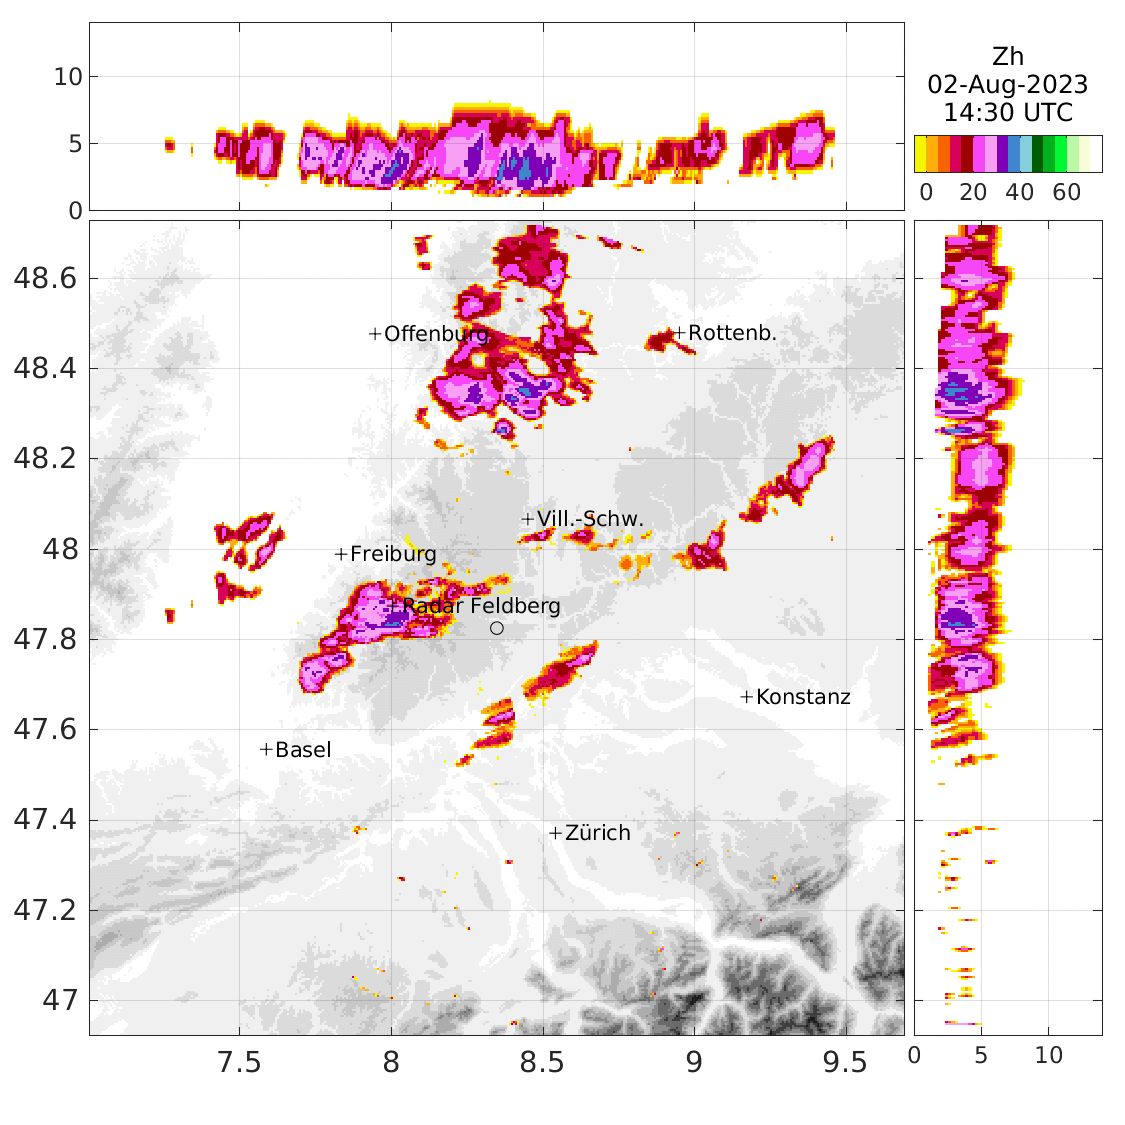 Zh
02-Aug-2023
14:30 UTC
10
5
0
0 20 40 60
48.6
48.4
48.2
48
47.8
47.6
47.4
47.2
47
+Offenburg
+Rottenb.
+Vill.-Schw.
+Freiburg
+Radar Feldberg
+Konstanz
+Basel
+Zürich
7.5 8 8.5 9 9.5
0 5 10